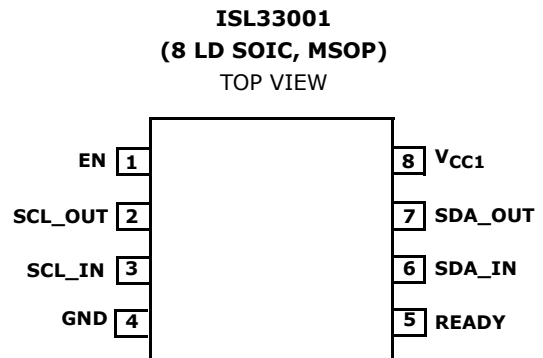 ISL33001
(8 LD SOIC, MSOP)
TOP VIEW
EN 1
8 VCC1
SCL_OUT 2
7 SDA_OUT
SCL_IN 3
6 SDA_IN
GND 4
5 READY